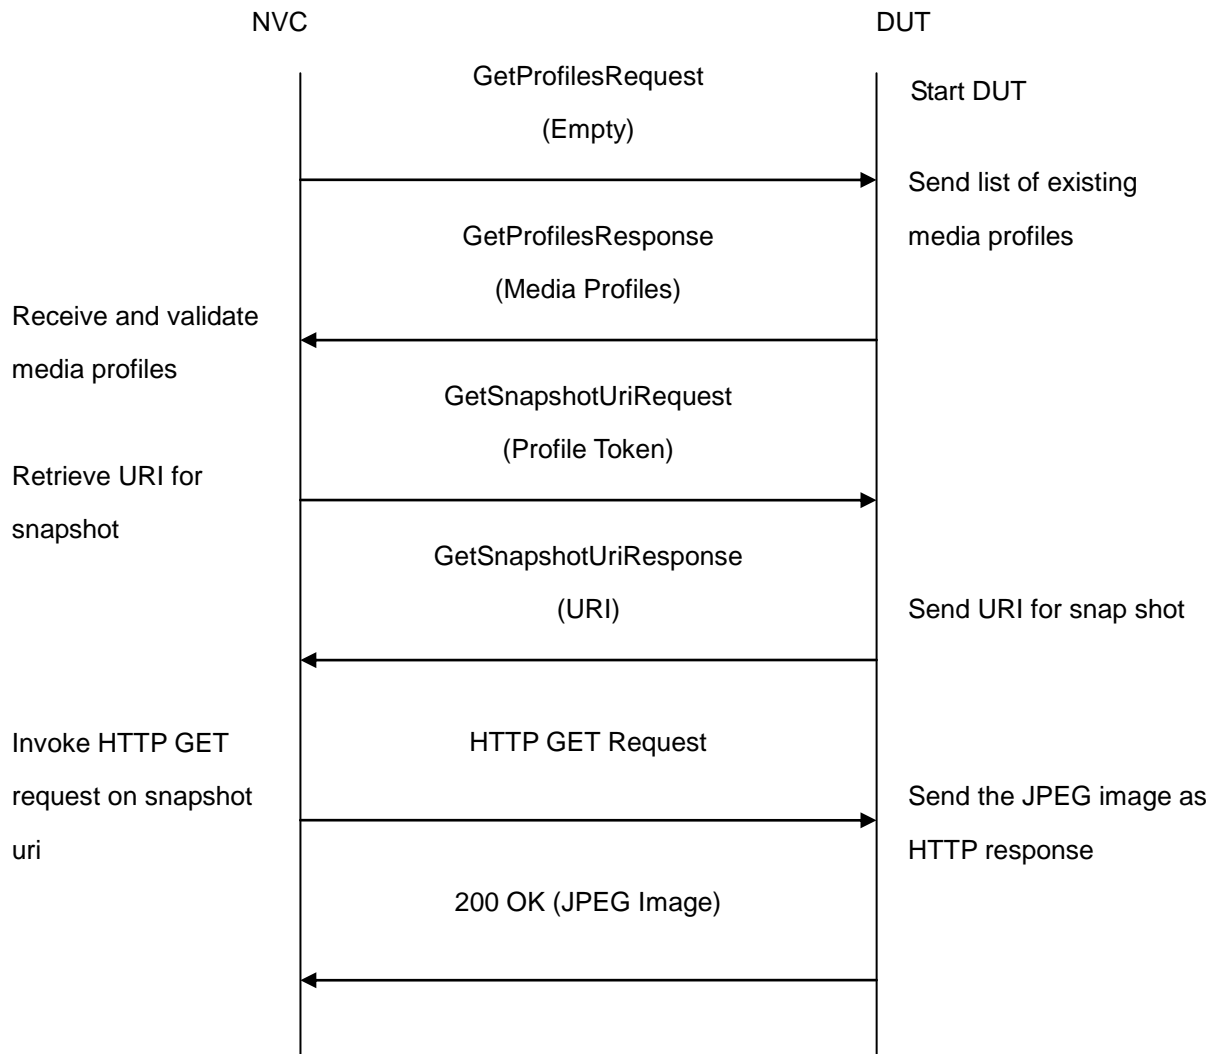 NVC
DUT
GetProfilesRequest
Start DUT
(Empty)
Send list of existing
media profiles
GetProfilesResponse
(Media Profiles)
Receive and validate
media profiles
GetSnapshotUriRequest
(Profile Token)
Retrieve URI for
snapshot
GetSnapshotUriResponse
(URI)
Send URI for snap shot
Invoke HTTP GET
request on snapshot
uri
HTTP GET Request
Send the JPEG image as
HTTP response
200 OK (JPEG Image)